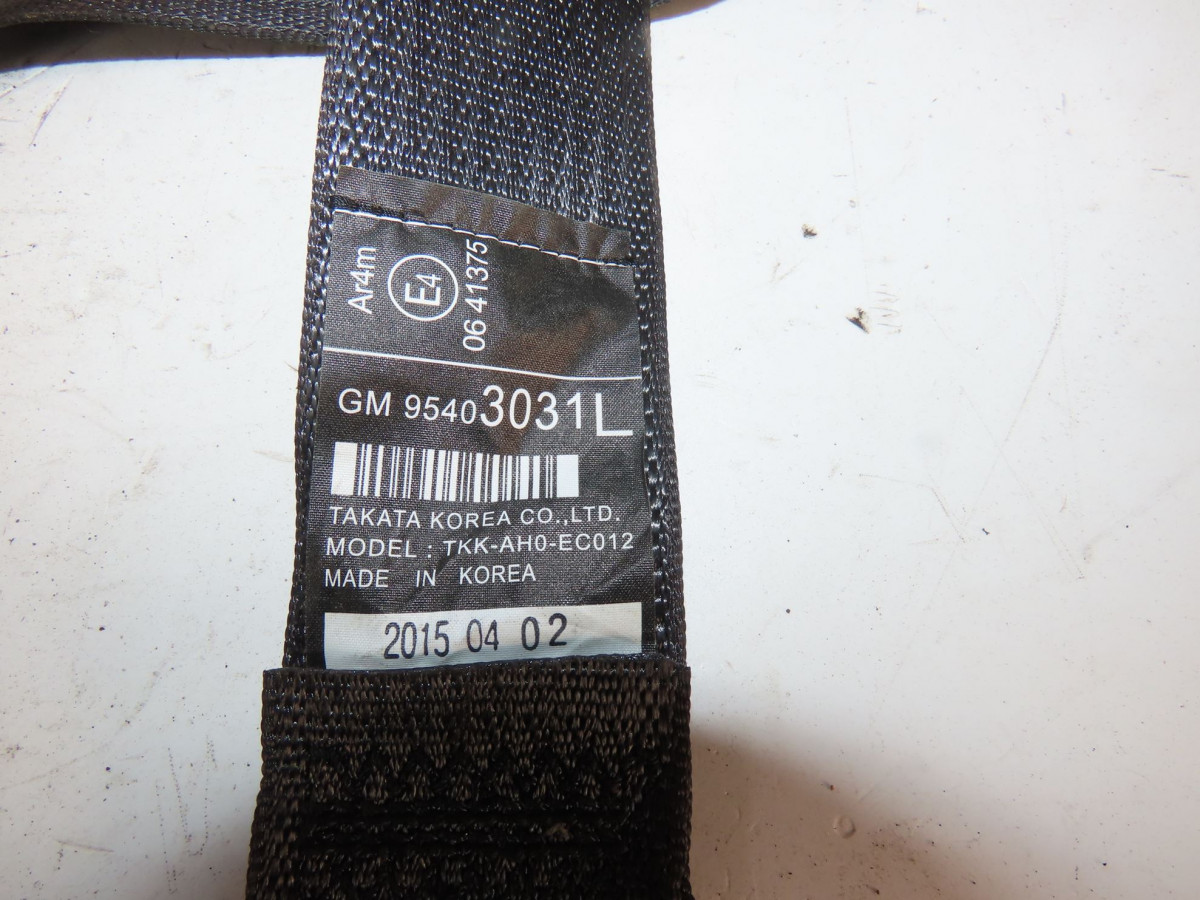 Ar4m
E4
06 41375
GM 95403031L
TAKATA KOREA CO.,LTD.
MODEL : TKK-AH0-EC012
MADE IN KOREA
2015 04 02